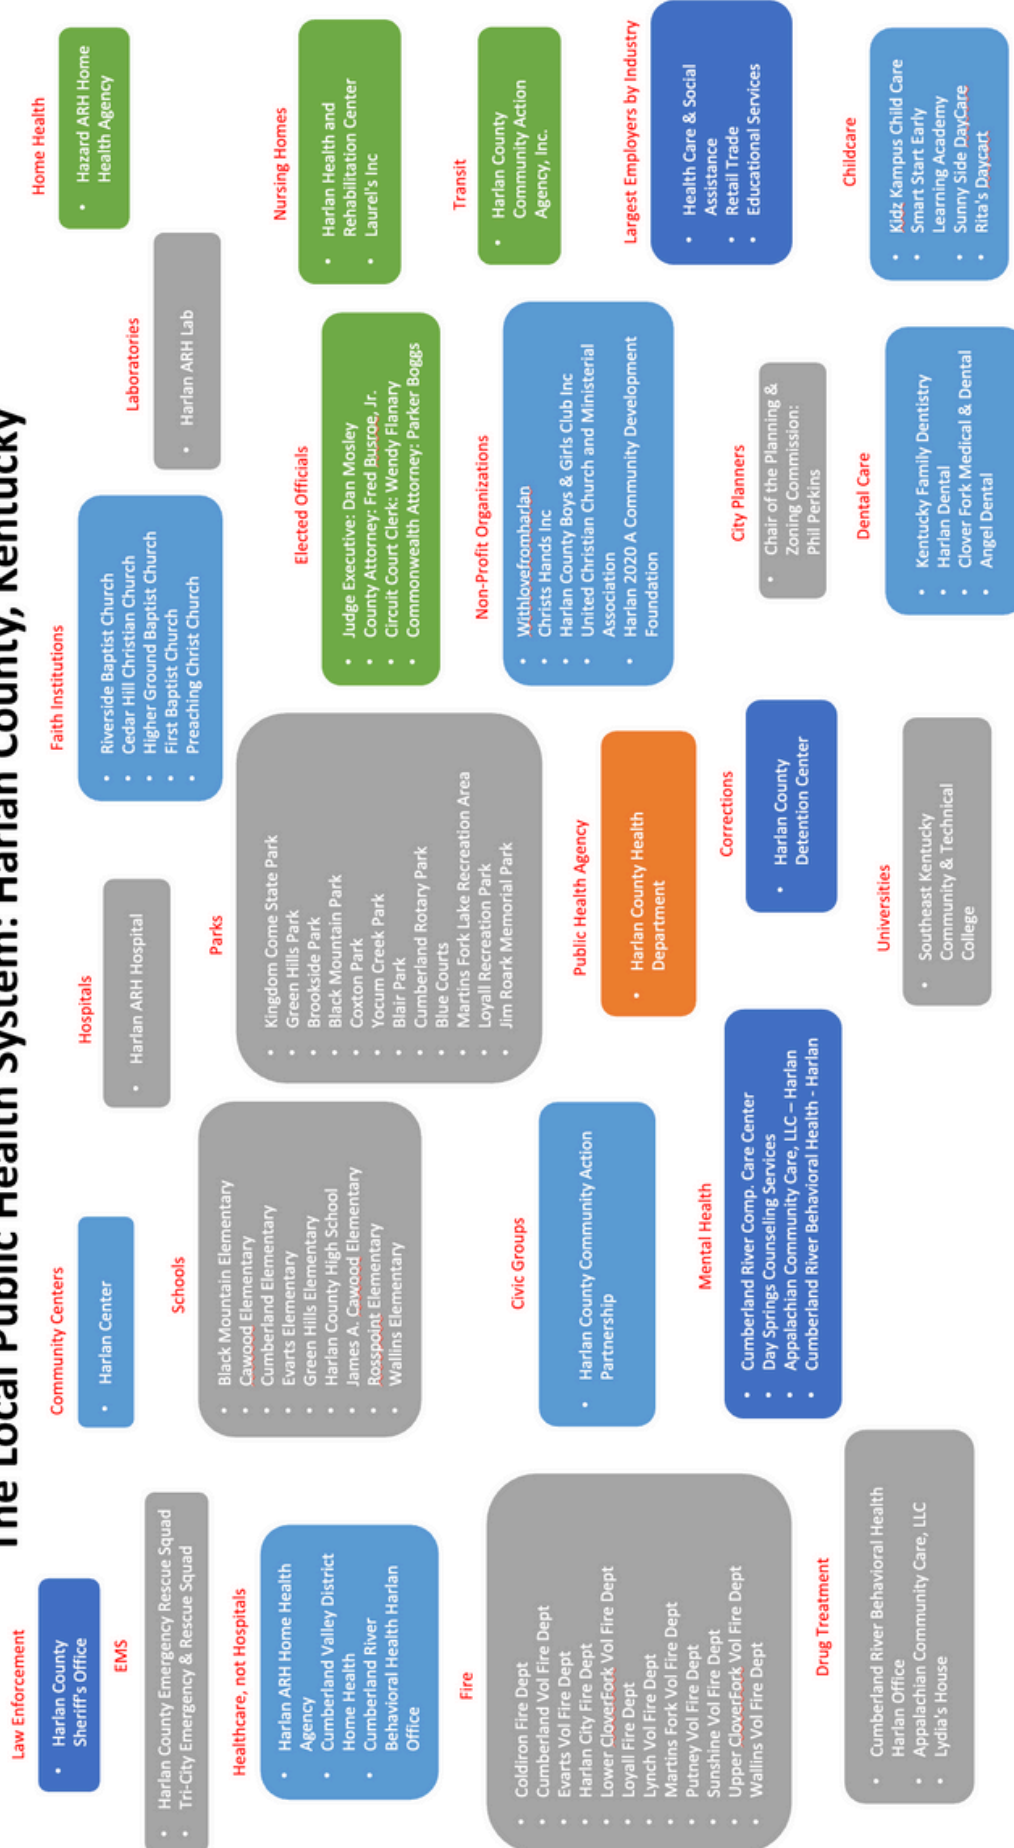 The Local Public Health System: Harlan County, Kentucky
Law Enforcement
• Harlan County
Sheriff's Office
EMS
• Harlan County Emergency Rescue Squad
• Tri-City Emergency & Rescue Squad
Healthcare, not Hospitals
• Harlan ARH Home Health
Agency
• Cumberland Valley District
Home Health
• Cumberland River
Behavioral Health Harlan
Office
Fire
• Coldiron Fire Dept
• Cumberland Vol Fire Dept
• Evarts Vol Fire Dept
• Harlan City Fire Dept
• Lower CloverFork Vol Fire Dept
• Loyall Fire Dept
• Lynch Vol Fire Dept
• Martins Fork Vol Fire Dept
• Putney Vol Fire Dept
• Sunshine Vol Fire Dept
• Upper CloverFork Vol Fire Dept
• Wallins Vol Fire Dept
Drug Treatment
• Cumberland River Behavioral Health
Harlan Office
• Appalachian Community Care, LLC
• Lydia's House
Community Centers
• Harlan Center
Schools
• Black Mountain Elementary
• Cawood Elementary
• Cumberland Elementary
• Evarts Elementary
• Green Hills Elementary
• Harlan County High School
• James A. Cawood Elementary
• Rosspoint Elementary
• Wallins Elementary
Civic Groups
• Harlan County Community Action
Partnership
Mental Health
• Cumberland River Comp. Care Center
• Day Springs Counseling Services
• Appalachian Community Care, LLC – Harlan
• Cumberland River Behavioral Health - Harlan
Hospitals
• Harlan ARH Hospital
Parks
• Kingdom Come State Park
• Green Hills Park
• Brookside Park
• Black Mountain Park
• Coxton Park
• Yocum Creek Park
• Blair Park
• Cumberland Rotary Park
• Blue Courts
• Martins Fork Lake Recreation Area
• Loyall Recreation Park
• Jim Roark Memorial Park
Public Health Agency
• Harlan County Health
Department
Corrections
• Harlan County
Detention Center
Universities
• Southeast Kentucky
Community & Technical
College
Faith Institutions
• Riverside Baptist Church
• Cedar Hill Christian Church
• Higher Ground Baptist Church
• First Baptist Church
• Preaching Christ Church
Elected Officials
• Judge Executive: Dan Mosley
• County Attorney: Fred Busroe, Jr.
• Circuit Court Clerk: Wendy Flanary
• Commonwealth Attorney: Parker Boggs
Non-Profit Organizations
• Withlovefromharlan
• Christs Hands Inc
• Harlan County Boys & Girls Club Inc
• United Christian Church and Ministerial
Association
• Harlan 2020 A Community Development
Foundation
City Planners
• Chair of the Planning &
Zoning Commission:
Phil Perkins
Dental Care
• Kentucky Family Dentistry
• Harlan Dental
• Clover Fork Medical & Dental
• Angel Dental
Laboratories
• Harlan ARH Lab
Home Health
• Hazard ARH Home
Health Agency
Nursing Homes
• Harlan Health and
Rehabilitation Center
• Laurel's Inc
Transit
• Harlan County
Community Action
Agency, Inc.
Largest Employers by Industry
• Health Care & Social
Assistance
• Retail Trade
• Educational Services
Childcare
• Kidz Kampus Child Care
• Smart Start Early
Learning Academy
• Sunny Side DayCare
• Rita's Daycart